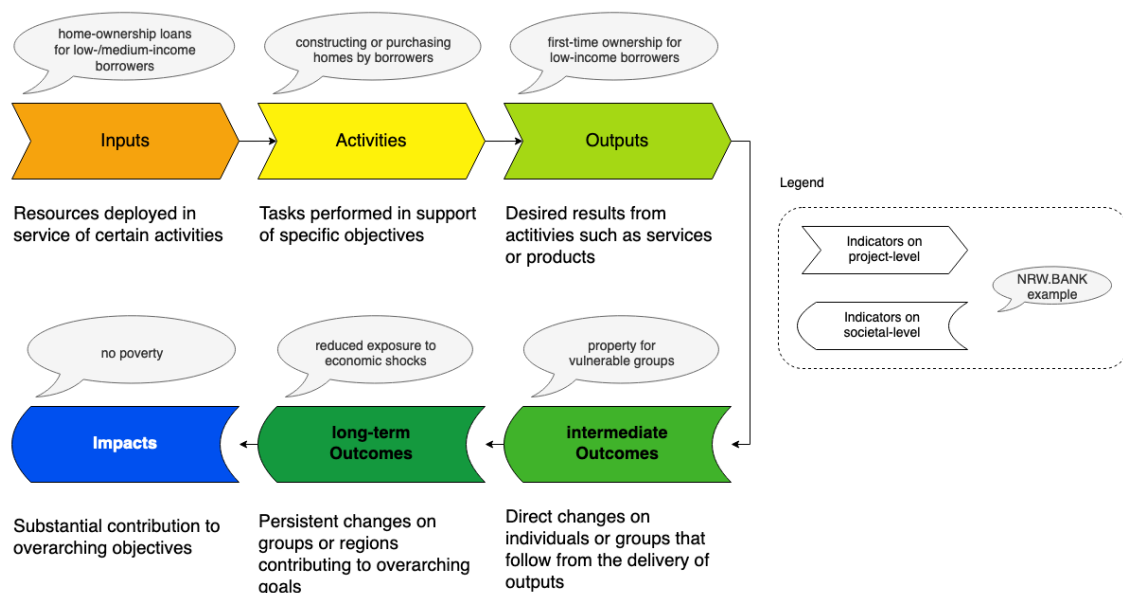 home-ownership loans
for low-/medium-income
borrowers
constructing or purchasing
homes by borrowers
first-time ownership for
low-income borrowers
Inputs
Activities
Outputs
Resources deployed in
service of certain activities
Tasks performed in support
of specific objectives
Desired results from
actitivies such as services
or products
Legend
Indicators on
project-level
NRW.BANK
example
Indicators on
societal-level
no poverty
reduced exposure to
economic shocks
property for
vulnerable groups
Impacts
long-term
Outcomes
intermediate
Outcomes
Substantial contribution to
overarching objectives
Persistent changes on
groups or regions
contributing to overarching
goals
Direct changes on
individuals or groups that
follow from the delivery of
outputs